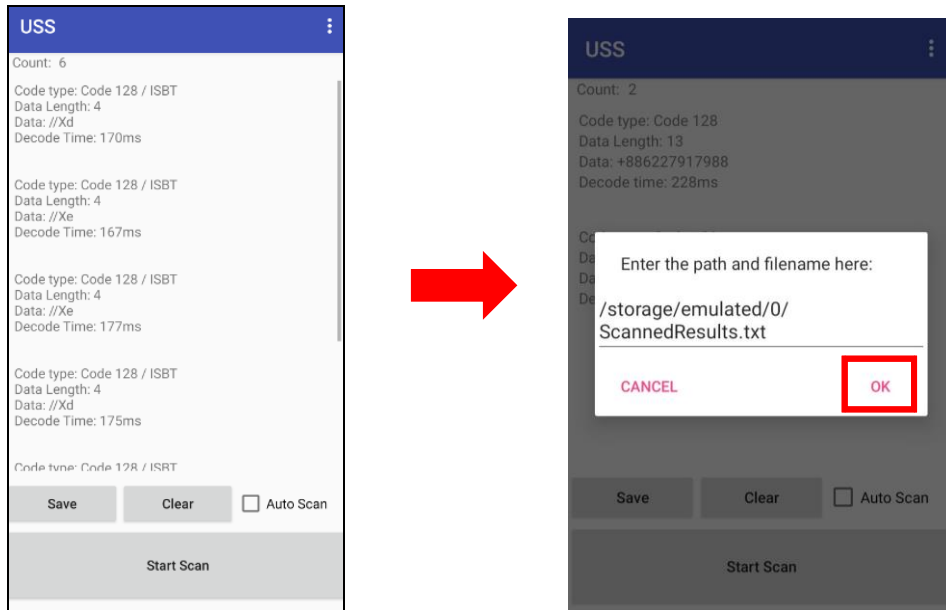 USS
Count: 6
Code type: Code 128 / ISBT
Data Length: 4
Data: //Xd
Decode Time: 170ms
Code type: Code 128 / ISBT
Data Length: 4
Data: //Xe
Decode Time: 167ms
Code type: Code 128 / ISBT
Data Length: 4
Data: //Xe
Decode Time: 177ms
Code type: Code 128 / ISBT
Data Length: 4
Data: //Xd
Decode Time: 175ms
Code type: Code 128 / ISBT
Save Clear Auto Scan
Start Scan
USS
Count: 2
Code type: Code 128
Data Length: 13
Data: +886227917988
Decode time: 228ms
Enter the path and filename here:
/storage/emulated/0/
ScannedResults.txt
CANCEL OK
Save Clear Auto Scan
Start Scan